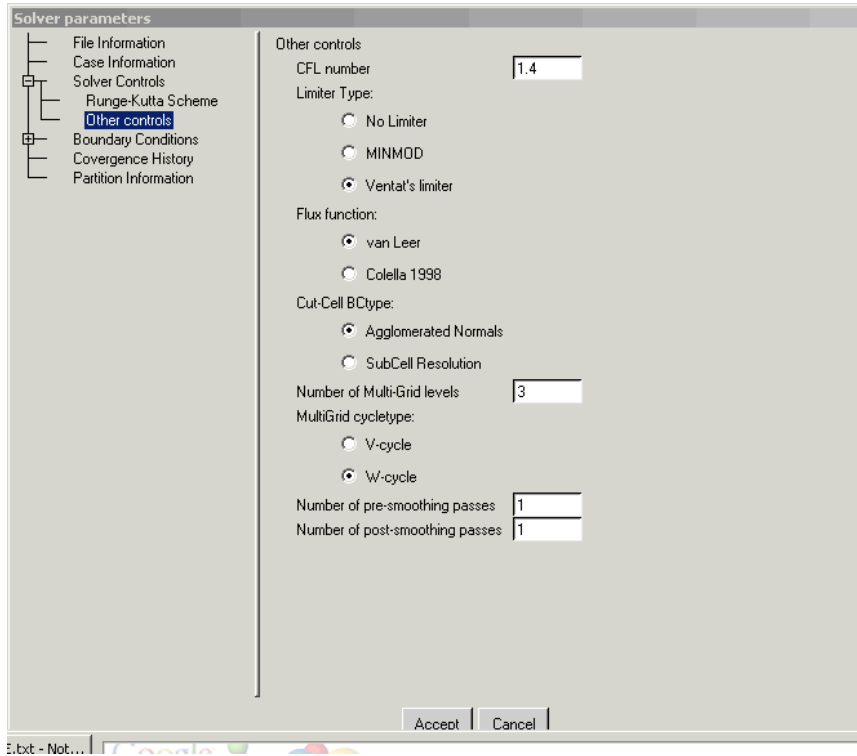 Solver parameters
File Information
Case Information
Solver Controls
Runge-Kutta Scheme
Other controls
Boundary Conditions
Covergence History
Partition Information
Other controls
CFL number 1.4
Limiter Type:
No Limiter
MINMOD
Ventat's limiter
Flux function:
van Leer
Colella 1998
Cut-Cell BCtype:
Agglomerated Normals
SubCell Resolution
Number of Multi-Grid levels 3
MultiGrid cycletype:
V-cycle
W-cycle
Number of pre-smoothing passes 1
Number of post-smoothing passes 1
Accept Cancel
E.txt - Not...
Google